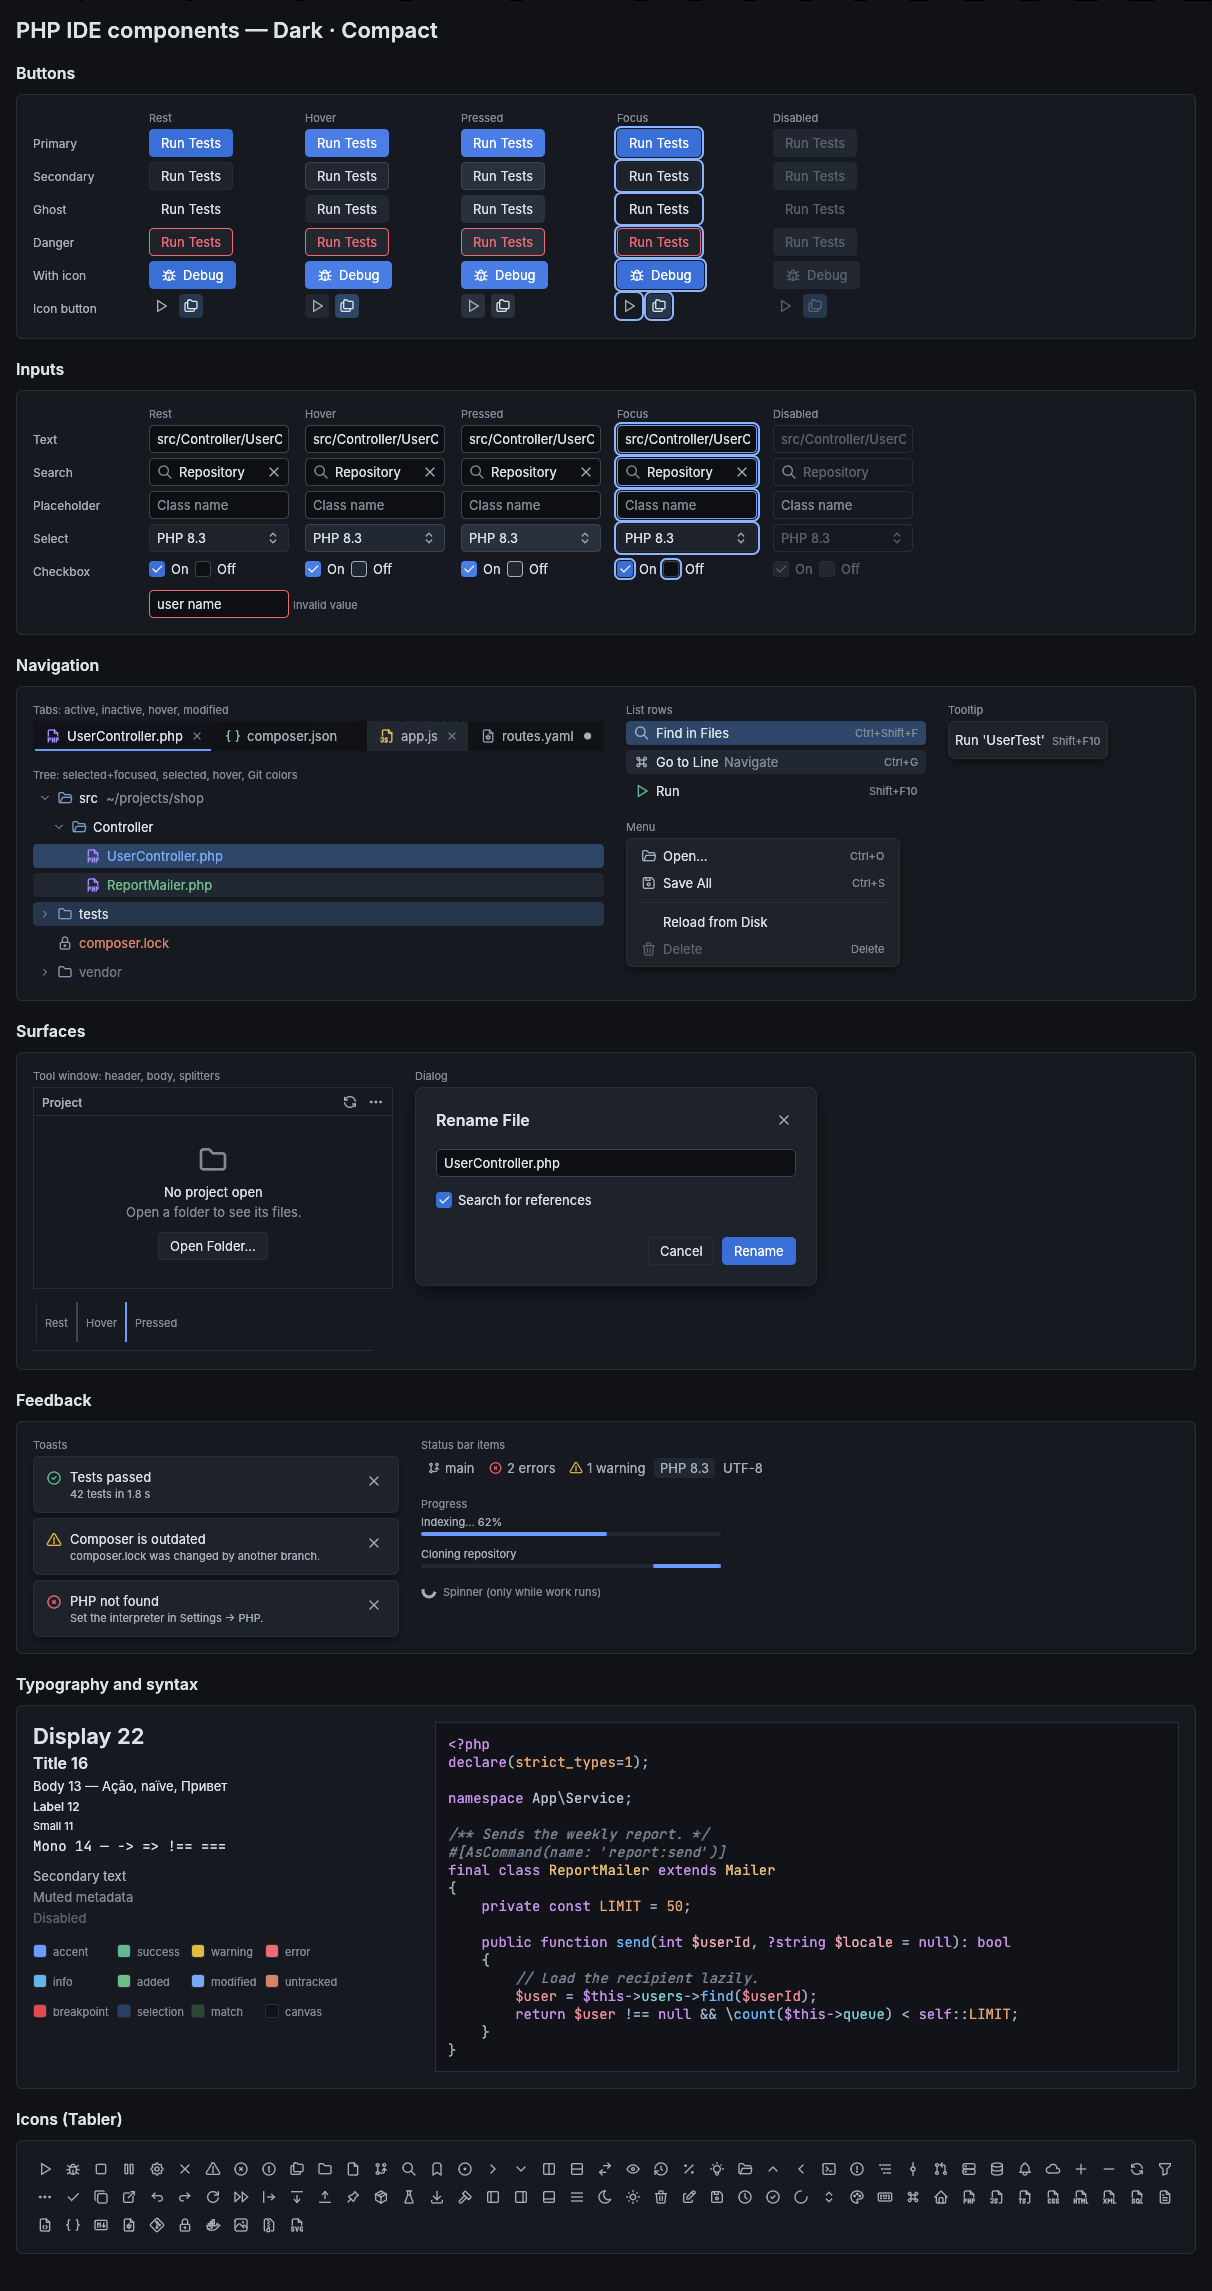 PHP IDE components — Dark · Compact
Buttons
Rest Hover Pressed Focus Disabled
Primary Run Tests Run Tests Run Tests Run Tests Run Tests
Secondary Run Tests Run Tests Run Tests Run Tests Run Tests
Ghost Run Tests Run Tests Run Tests Run Tests Run Tests
Danger Run Tests Run Tests Run Tests Run Tests Run Tests
With icon Debug Debug Debug Debug Debug
Icon button
Inputs
Rest Hover Pressed Focus Disabled
Text src/Controller/UserC src/Controller/UserC src/Controller/UserC src/Controller/UserC src/Controller/UserC
Search Repository Repository Repository Repository Repository
Placeholder Class name Class name Class name Class name Class name
Select PHP 8.3 PHP 8.3 PHP 8.3 PHP 8.3 PHP 8.3
Checkbox On Off On Off On Off On Off On Off
user name Invalid value
Navigation
Tabs: active, inactive, hover, modified
UserController.php composer.json app.js routes.yaml
Tree: selected+focused, selected, hover, Git colors
src ~/projects/shop
Controller
UserController.php
ReportMailer.php
tests
composer.lock
vendor
List rows
Find in Files Ctrl+Shift+F
Go to Line Navigate Ctrl+G
Run Shift+F10
Menu
Open... Ctrl+O
Save All Ctrl+S
Reload from Disk
Delete Delete
Tooltip
Run 'UserTest' Shift+F10
Surfaces
Tool window: header, body, splitters
Project
No project open
Open a folder to see its files.
Open Folder...
Rest Hover Pressed
Dialog
Rename File
UserController.php
Search for references
Cancel Rename
Feedback
Toasts
Tests passed
42 tests in 1.8 s
Composer is outdated
composer.lock was changed by another branch.
PHP not found
Set the interpreter in Settings → PHP.
Status bar items
main 2 errors 1 warning PHP 8.3 UTF-8
Progress
Indexing... 62%
Cloning repository
Spinner (only while work runs)
Typography and syntax
Display 22
Title 16
Body 13 — Ação, naïve, Привет
Label 12
Small 11
Mono 14 — -> => !== ===
Secondary text
Muted metadata
Disabled
accent success warning error
info added modified untracked
breakpoint selection match canvas
<?php
declare(strict_types=1);
namespace App\Service;
/** Sends the weekly report. */
#[AsCommand(name: 'report:send')]
final class ReportMailer extends Mailer
{
private const LIMIT = 50;
public function send(int $userId, ?string $locale = null): bool
{
// Load the recipient lazily.
$user = $this->users->find($userId);
return $user !== null && \count($this->queue) < self::LIMIT;
}
}
Icons (Tabler)